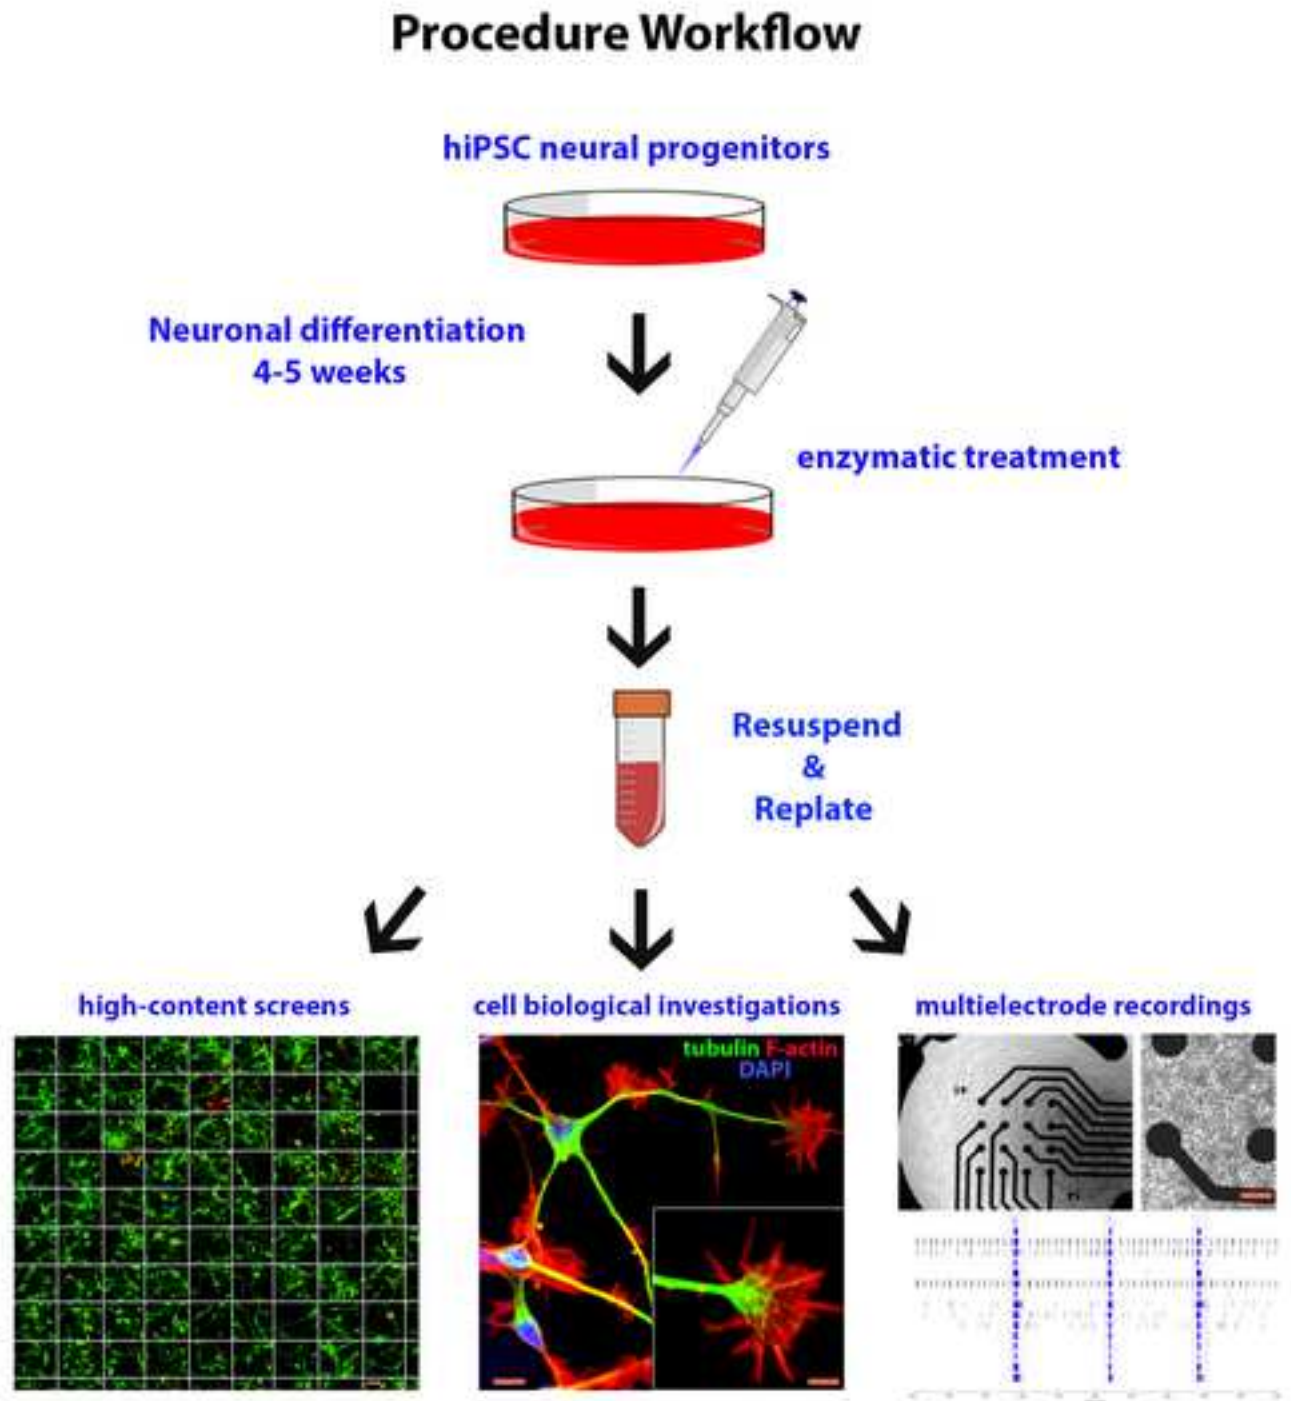 Procedure Workflow
hiPSC neural progenitors
Neuronal differentiation
4-5 weeks
enzymatic treatment
Resuspend
&
Replate
high-content screens
cell biological investigations
multielectrode recordings
tubulin F-actin
DAPI